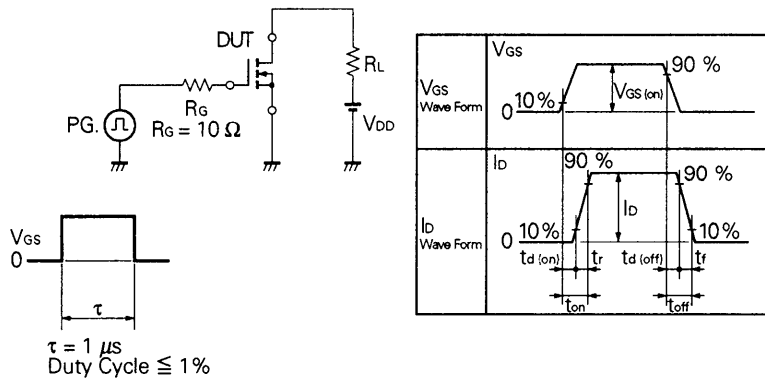 DUT
RL
RG
PG.
RG = 10 Ω
VDD
VGS
0
τ
τ = 1 μs
Duty Cycle ≦ 1%
VGS
Wave Form
VGS
10%
0
VGS (on)
90 %
ID
Wave Form
ID
90 %
90 %
10%
0
ID
10%
td (on)
tr
td (off)
tf
ton
toff